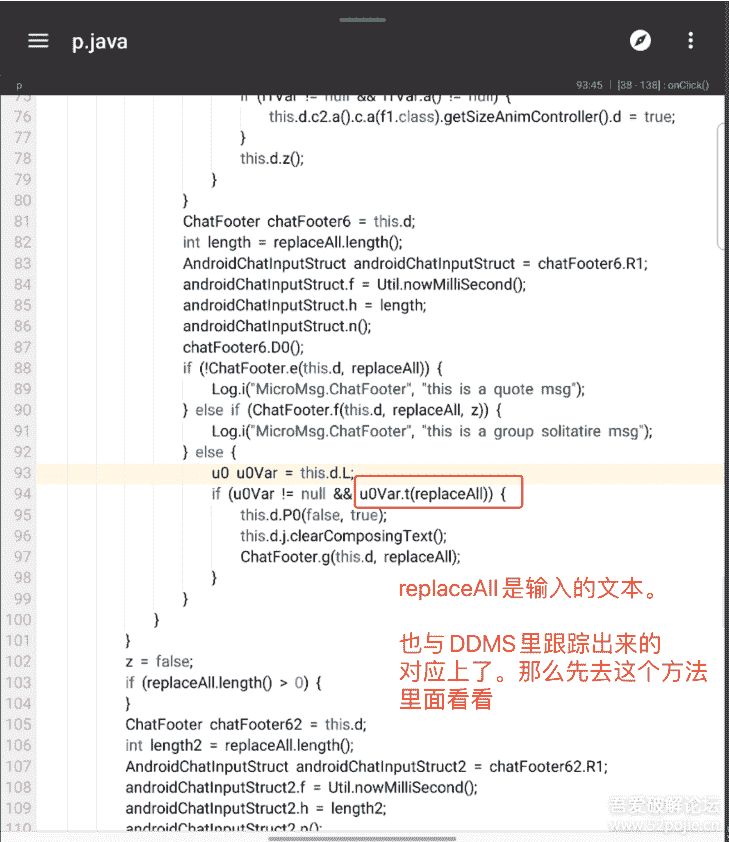 p.java
p
93:45 | [38 - 138] : onClick()
75 if (f1Var != null && f1Var.a() != null) {
76 this.d.c2.a().c.a(f1.class).getSizeAnimController().d = true;
77 }
78 this.d.z();
79 }
80 }
81 ChatFooter chatFooter6 = this.d;
82 int length = replaceAll.length();
83 AndroidChatInputStruct androidChatInputStruct = chatFooter6.R1;
84 androidChatInputStruct.f = Util.nowMilliSecond();
85 androidChatInputStruct.h = length;
86 androidChatInputStruct.n();
87 chatFooter6.D0();
88 if (!ChatFooter.e(this.d, replaceAll)) {
89 Log.i("MicroMsg.ChatFooter", "this is a quote msg");
90 } else if (ChatFooter.f(this.d, replaceAll, z)) {
91 Log.i("MicroMsg.ChatFooter", "this is a group solitatire msg");
92 } else {
93 u0 u0Var = this.d.L;
94 if (u0Var != null && u0Var.t(replaceAll)) {
95 this.d.P0(false, true);
96 this.d.j.clearComposingText();
97 ChatFooter.g(this.d, replaceAll);
98 }
99 }
100 }
101 }
102 z = false;
103 if (replaceAll.length() > 0) {
104 }
105 ChatFooter chatFooter62 = this.d;
106 int length2 = replaceAll.length();
107 AndroidChatInputStruct androidChatInputStruct2 = chatFooter62.R1;
108 androidChatInputStruct2.f = Util.nowMilliSecond();
109 androidChatInputStruct2.h = length2;
110 androidChatInputStruct2.n();
replaceAll是输入的文本。
也与DDMS里跟踪出来的
对应上了。那么先去这个方法
里面看看
吾爱破解论坛
www.52pojie.cn